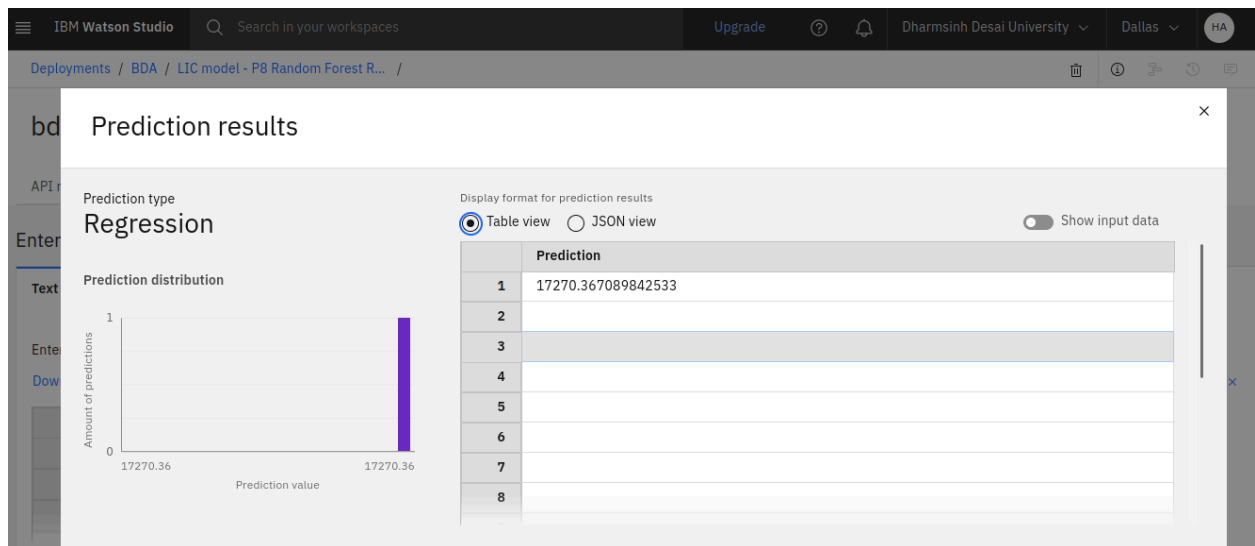 IBM Watson Studio Search in your workspaces Upgrade Dharmsinh Desai University Dallas HA
Deployments / BDA / LIC model - P8 Random Forest R... /
bd
Prediction results
API r
Prediction type
Regression
Display format for prediction results
Table view JSON view Show input data
Enter
Prediction distribution
Text
Enter
Dow
1
0
Amount of predictions
17270.36 17270.36
Prediction value
Prediction
1 17270.367089842533
2
3
4
5
6
7
8